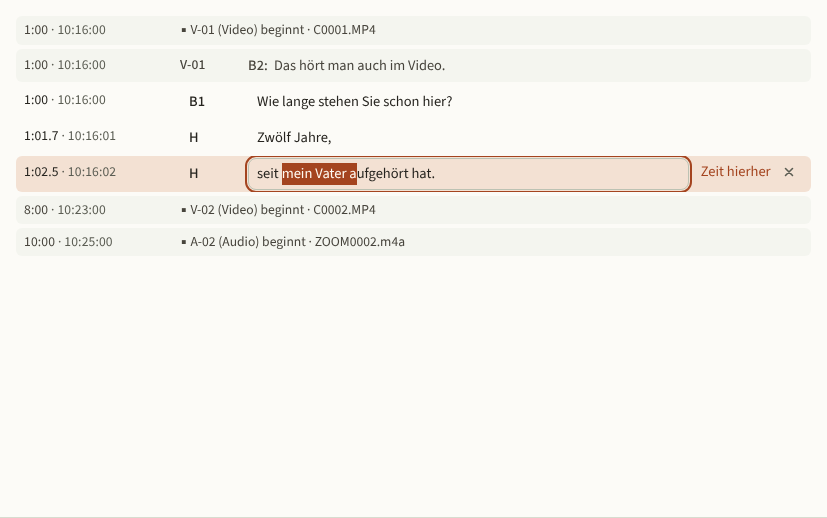 1:00 · 10:16:00 ▪ V-01 (Video) beginnt · C0001.MP4
1:00 · 10:16:00 V-01 B2: Das hört man auch im Video.
1:00 · 10:16:00 B1 Wie lange stehen Sie schon hier?
1:01.7 · 10:16:01 H Zwölf Jahre,
1:02.5 · 10:16:02 H seit mein Vater aufgehört hat. Zeit hierher ✕
8:00 · 10:23:00 ▪ V-02 (Video) beginnt · C0002.MP4
10:00 · 10:25:00 ▪ A-02 (Audio) beginnt · ZOOM0002.m4a